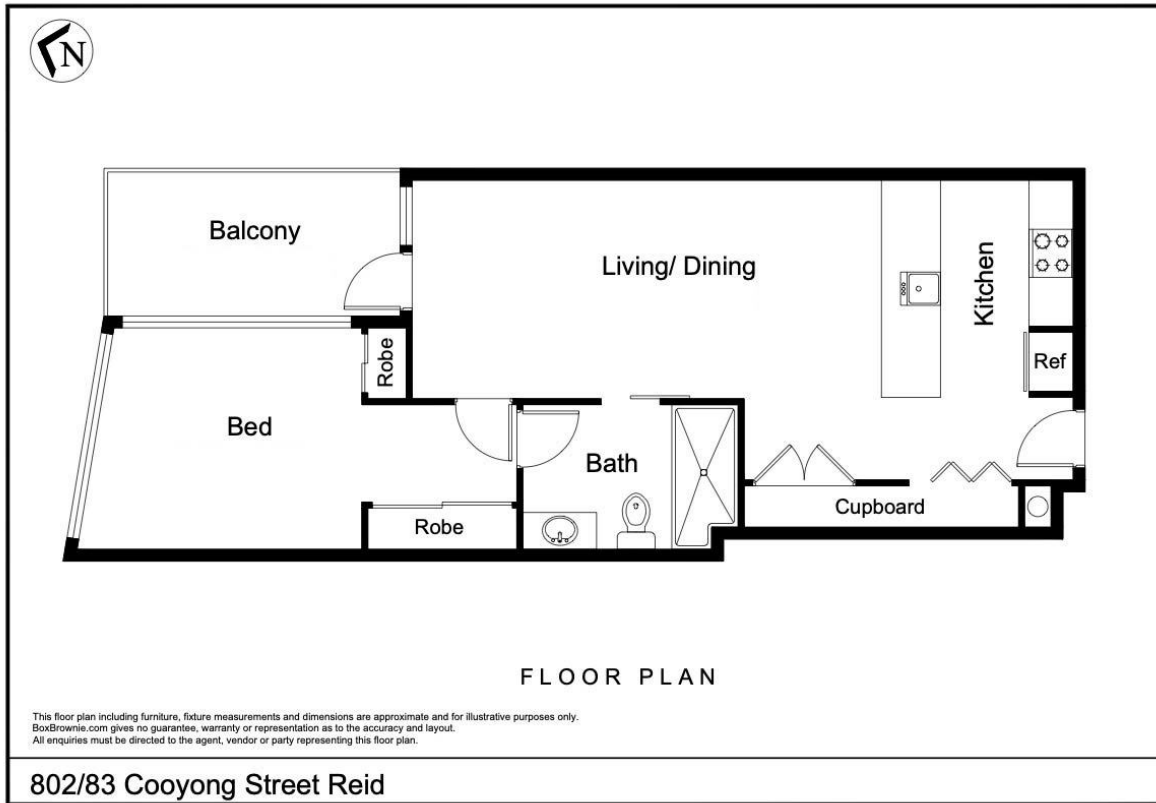 N
Balcony
Living/ Dining
Kitchen
Robe
Ref
Bed
Bath
Robe
Cupboard
FLOOR PLAN
This floor plan including furniture, fixture measurements and dimensions are approximate and for illustrative purposes only.
BoxBrownie.com gives no guarantee, warranty or representation as to the accuracy and layout.
All enquiries must be directed to the agent, vendor or party representing this floor plan.
802/83 Cooyong Street Reid